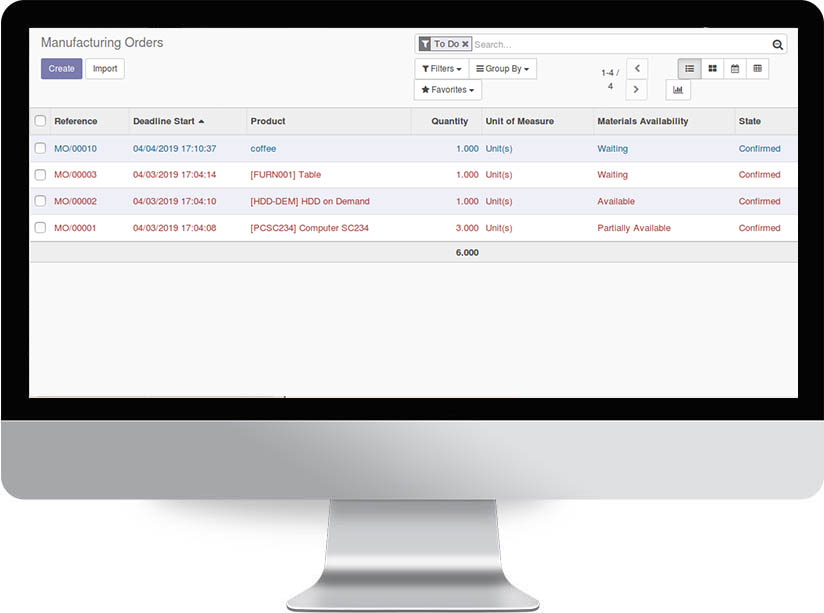 Manufacturing Orders
To Do Search...
Create Import
Filters Group By
1-4 / 4
Favorites
Reference Deadline Start Product Quantity Unit of Measure Materials Availability State
MO/00010 04/04/2019 17:10:37 coffee 1.000 Unit(s) Waiting Confirmed
MO/00003 04/03/2019 17:04:14 [FURN001] Table 1.000 Unit(s) Waiting Confirmed
MO/00002 04/03/2019 17:04:10 [HDD-DEM] HDD on Demand 1.000 Unit(s) Available Confirmed
MO/00001 04/03/2019 17:04:08 [PCSC234] Computer SC234 3.000 Unit(s) Partially Available Confirmed
6.000